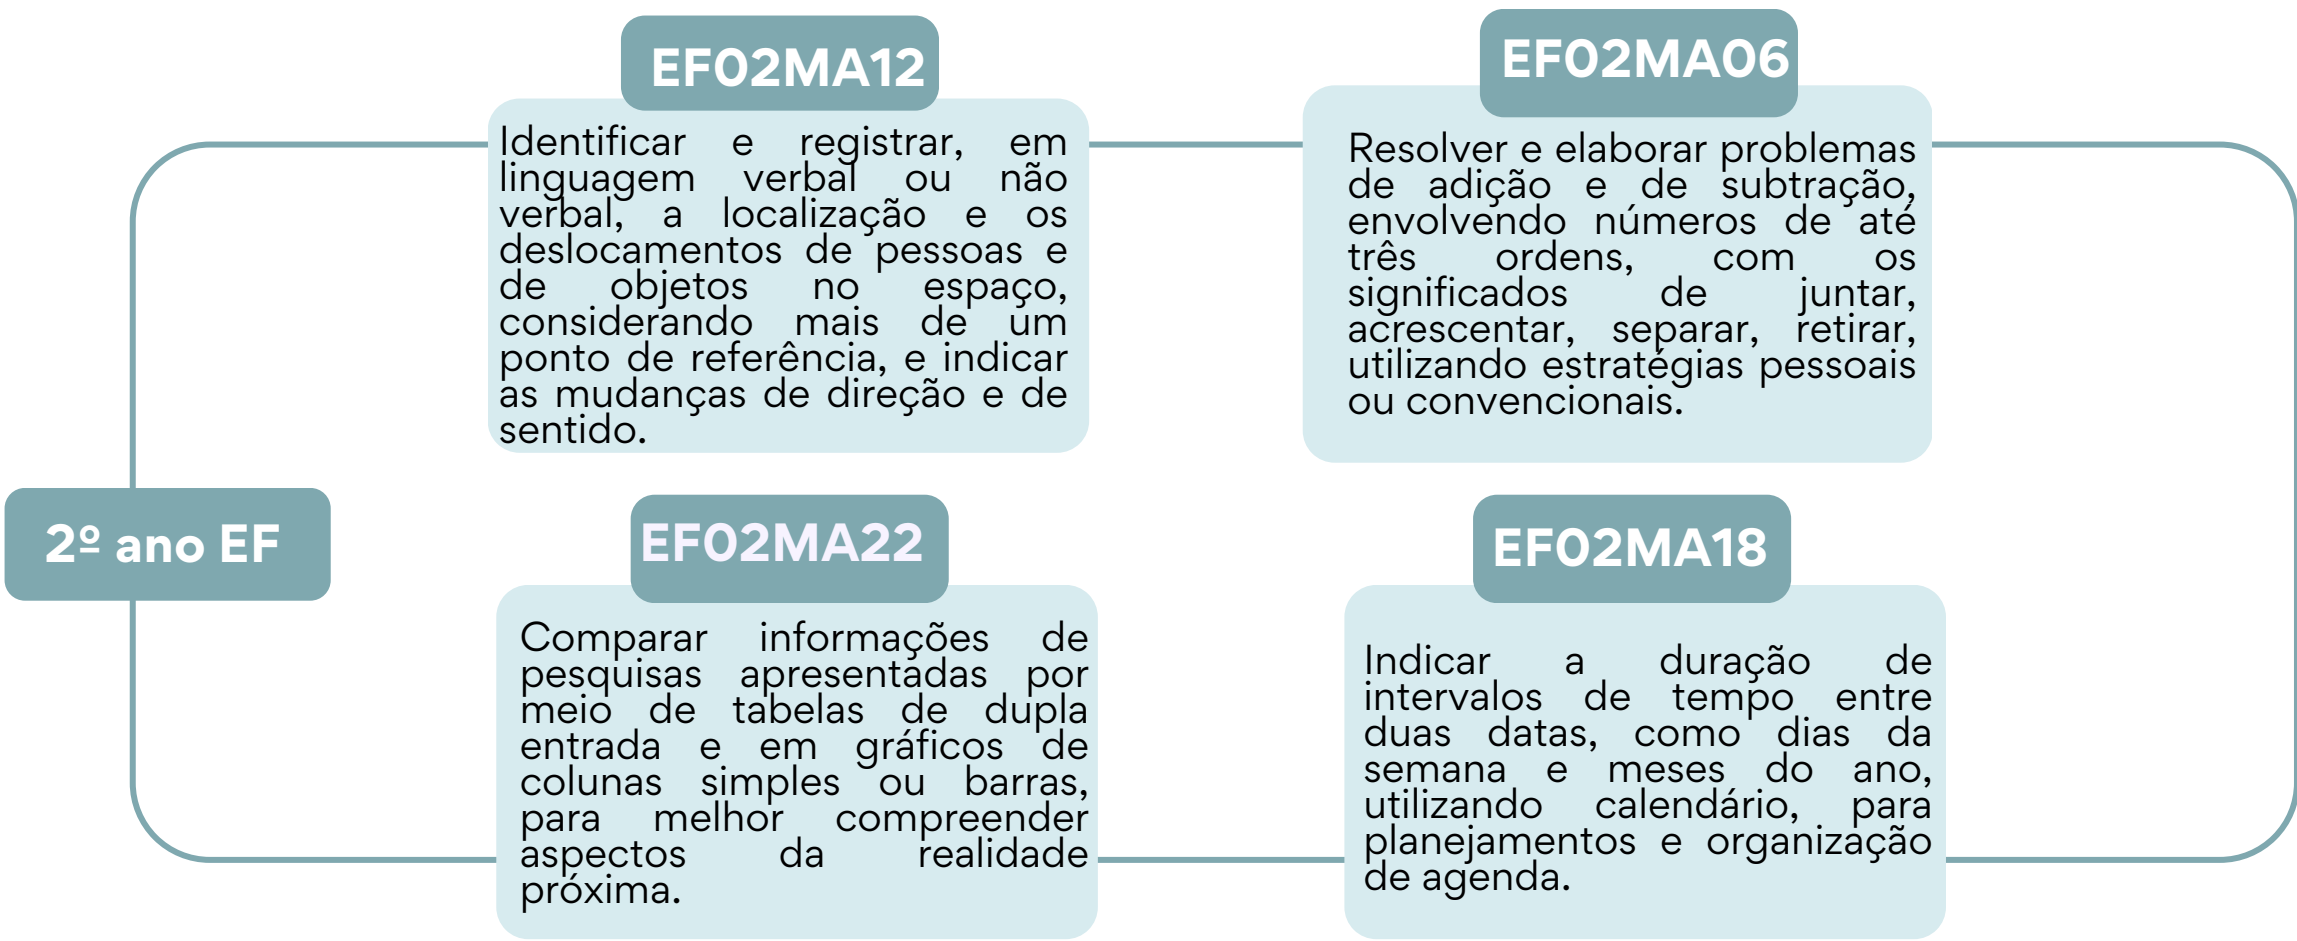 EF02MA12
Identificar e registrar, em
linguagem verbal ou não
verbal, a localização e os
deslocamentos de pessoas e
de objetos no espaço,
considerando mais de um
ponto de referência, e indicar
as mudanças de direção e de
sentido.
EF02MA06
Resolver e elaborar problemas
de adição e de subtração,
envolvendo números de até
três ordens, com os
significados de juntar,
acrescentar, separar, retirar,
utilizando estratégias pessoais
ou convencionais.
2º ano EF
EF02MA22
Comparar informações de
pesquisas apresentadas por
meio de tabelas de dupla
entrada e em gráficos de
colunas simples ou barras,
para melhor compreender
aspectos da realidade
próxima.
EF02MA18
Indicar a duração de
intervalos de tempo entre
duas datas, como dias da
semana e meses do ano,
utilizando calendário, para
planejamentos e organização
de agenda.